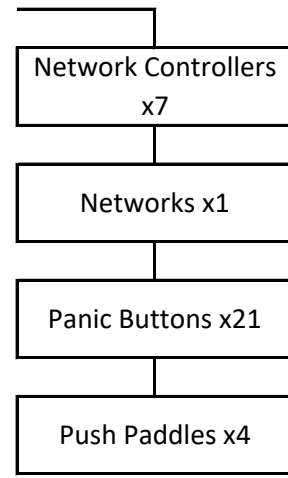 Network Controllers
x7
Networks x1
Panic Buttons x21
Push Paddles x4